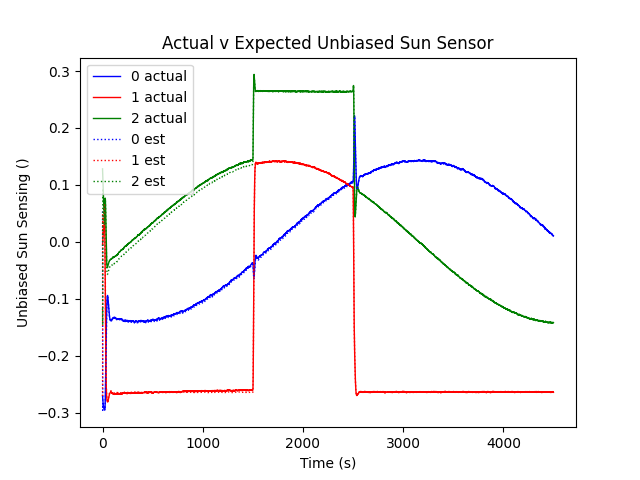 Actual v Expected Unbiased Sun Sensor
0.3
0.2
0.1
0.0
−0.1
−0.2
−0.3
Unbiased Sun Sensing ()
0 actual
1 actual
2 actual
0 est
1 est
2 est
0
1000
2000
3000
4000
Time (s)